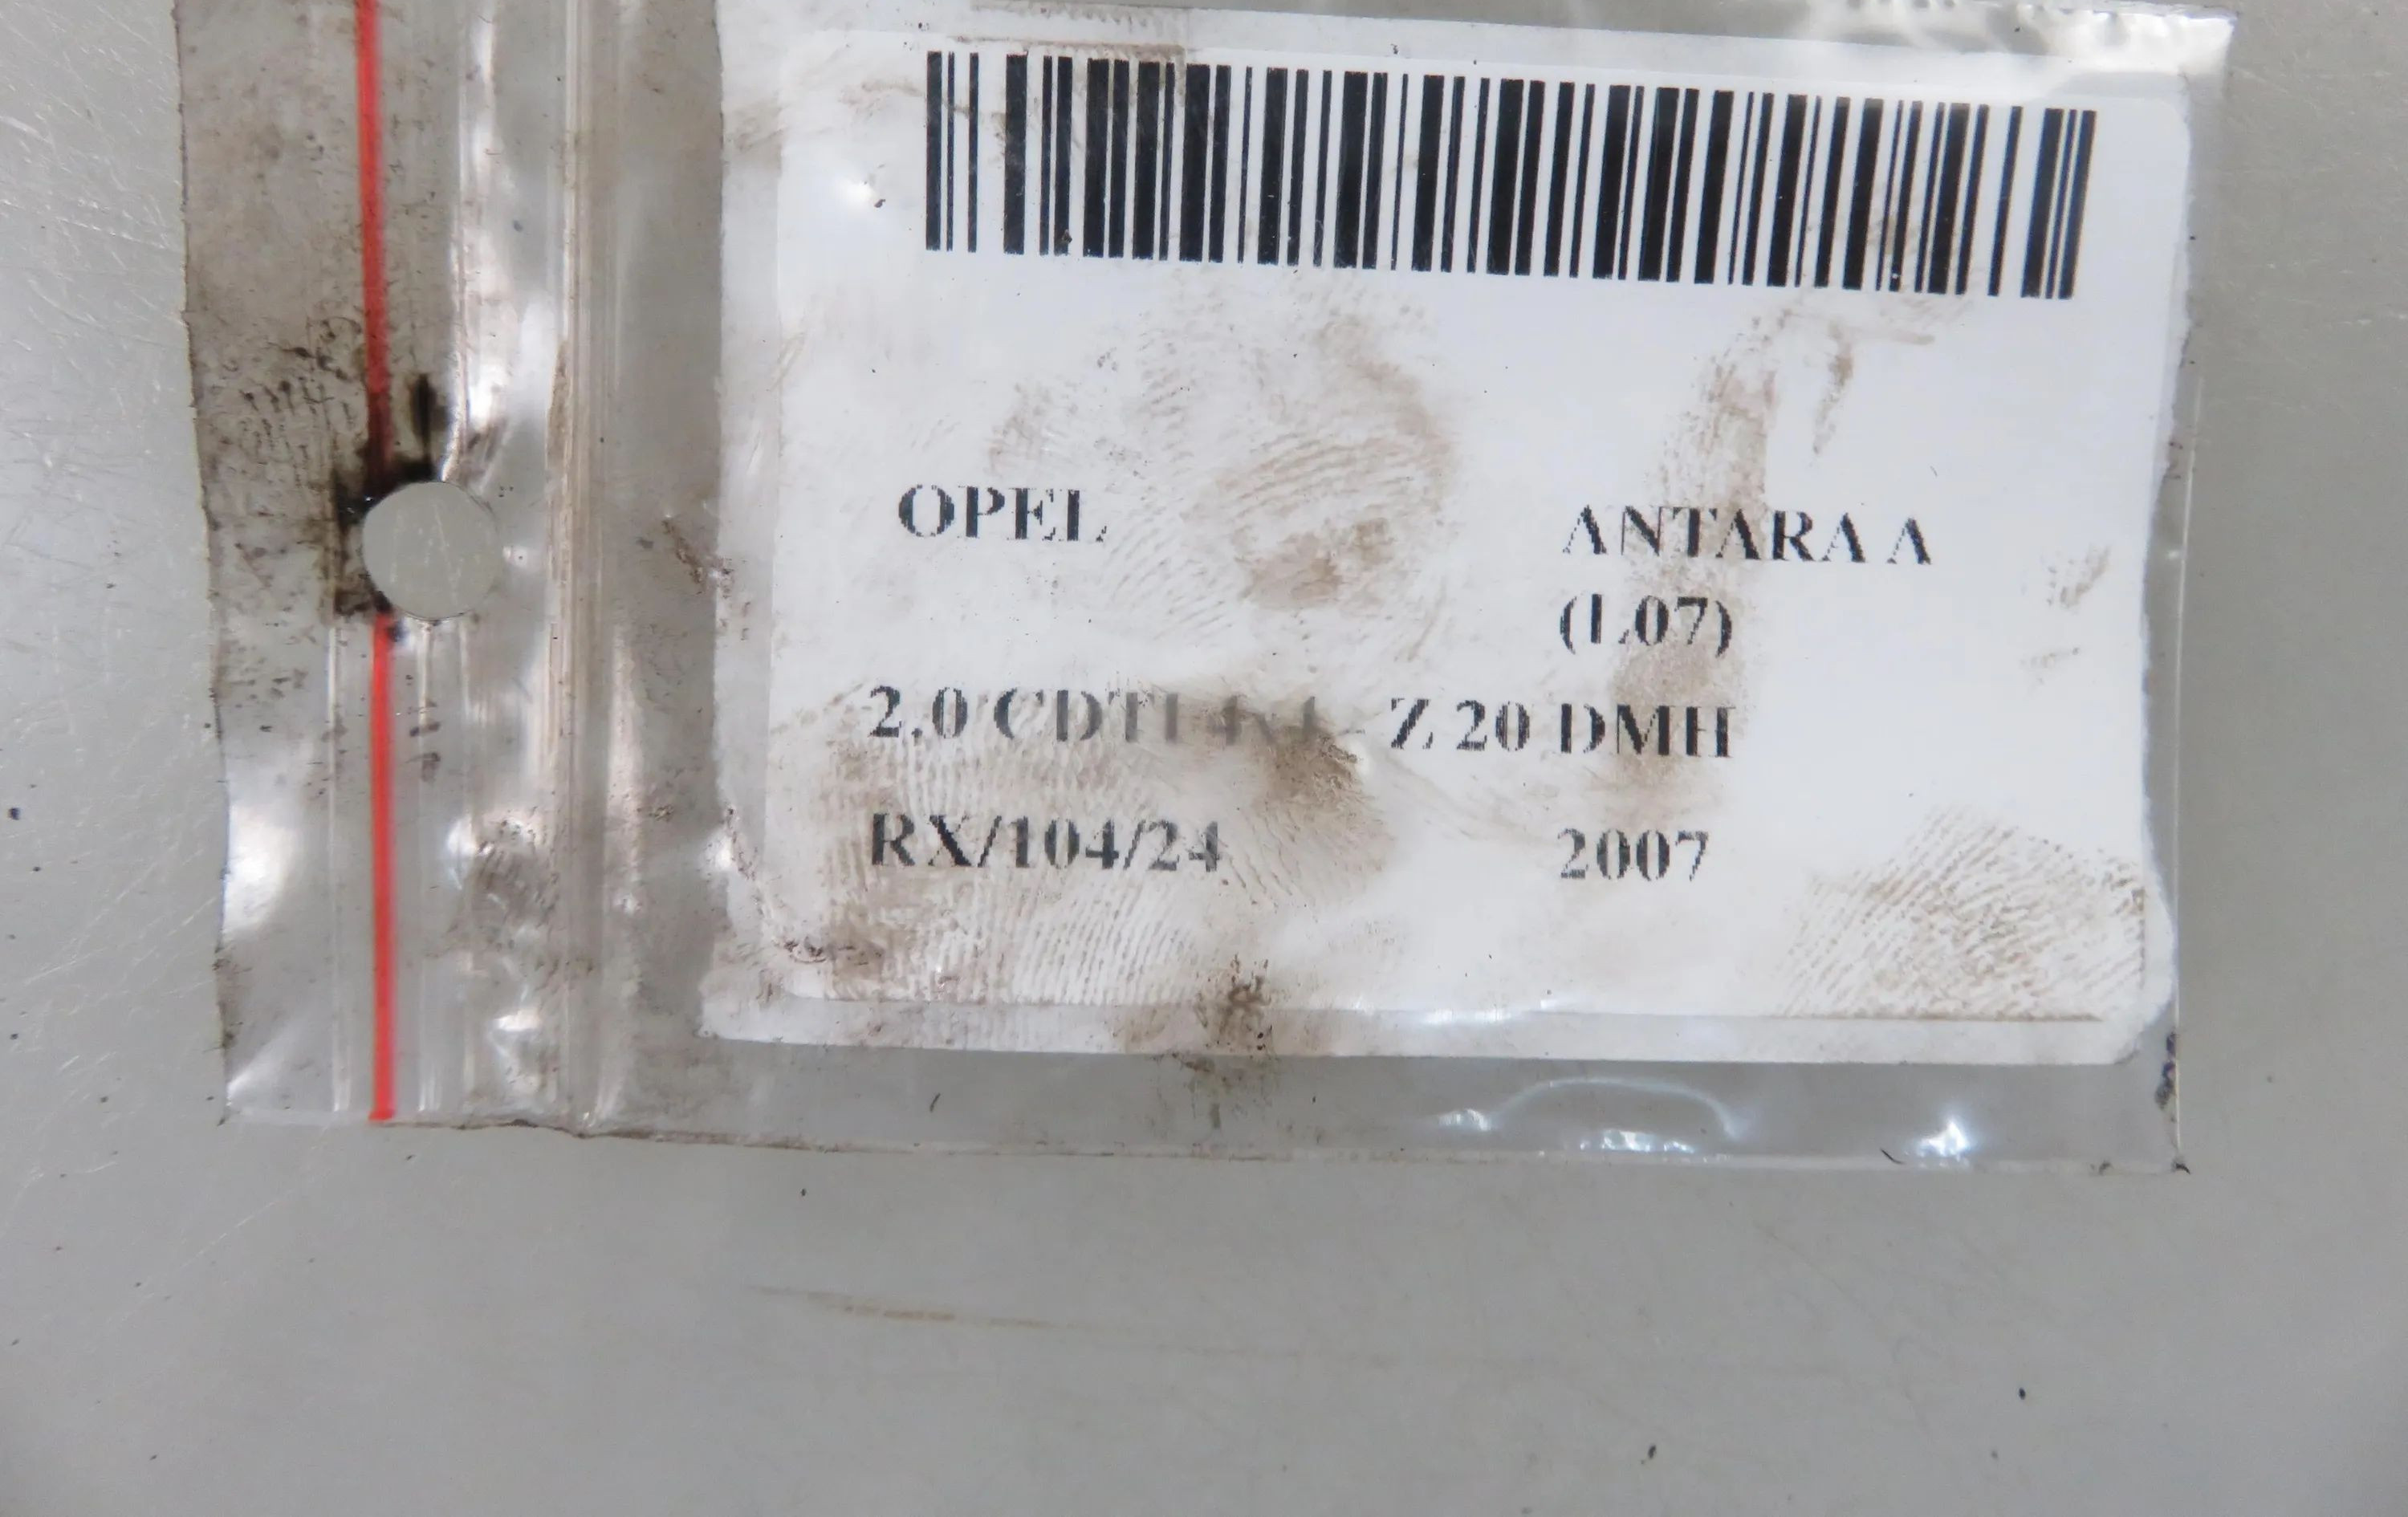 OPEL ANTARA A
(L07)
2.0 CDTI 4x4 - Z 20 DMH
RX/104/24 2007